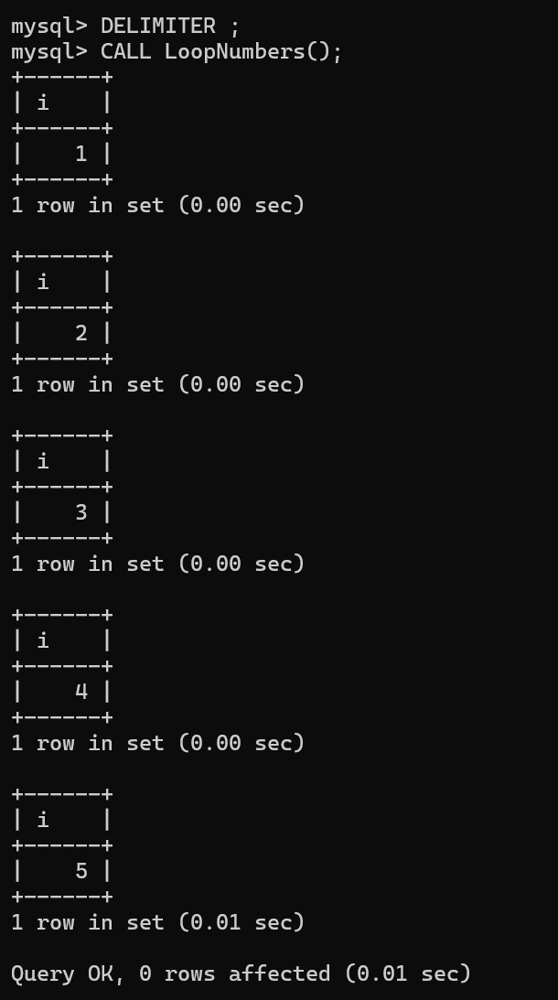 mysql> DELIMITER ;
mysql> CALL LoopNumbers();
+------+
| i    |
+------+
|    1 |
+------+
1 row in set (0.00 sec)

+------+
| i    |
+------+
|    2 |
+------+
1 row in set (0.00 sec)

+------+
| i    |
+------+
|    3 |
+------+
1 row in set (0.00 sec)

+------+
| i    |
+------+
|    4 |
+------+
1 row in set (0.00 sec)

+------+
| i    |
+------+
|    5 |
+------+
1 row in set (0.01 sec)

Query OK, 0 rows affected (0.01 sec)